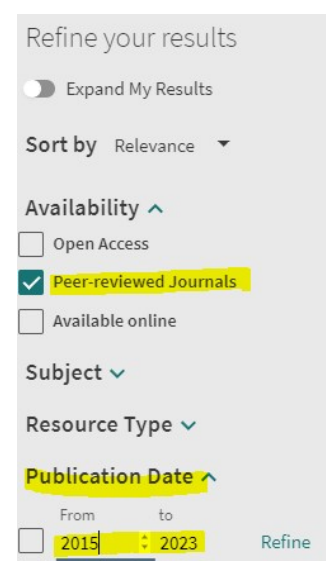 Refine your results
Expand My Results
Sort by Relevance
Availability
Open Access
Peer-reviewed Journals
Available online
Subject
Resource Type
Publication Date
From to
2015 2023 Refine